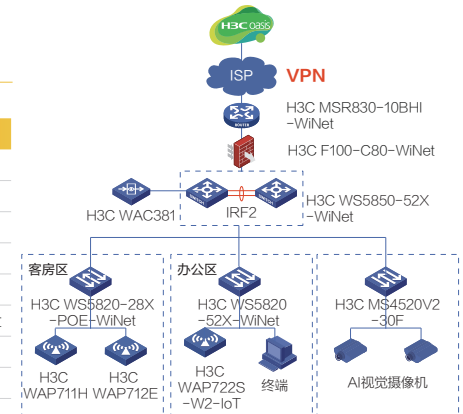 H3C oasis
ISP
VPN
ROUTER
H3C MSR830-10BHI
-WiNet
H3C F100-C80-WiNet
SWITCH
SWITCH
IRF2
H3C WAC381
H3C WS5850-52X
-WiNet
客房区
H3C WS5820-28X
-POE-WiNet
H3C
WAP711H
H3C
WAP712E
办公区
H3C WS5820
-52X-WiNet
H3C
WAP722S
-W2-IoT
终端
H3C MS4520V2
-30F
AI视觉摄像机